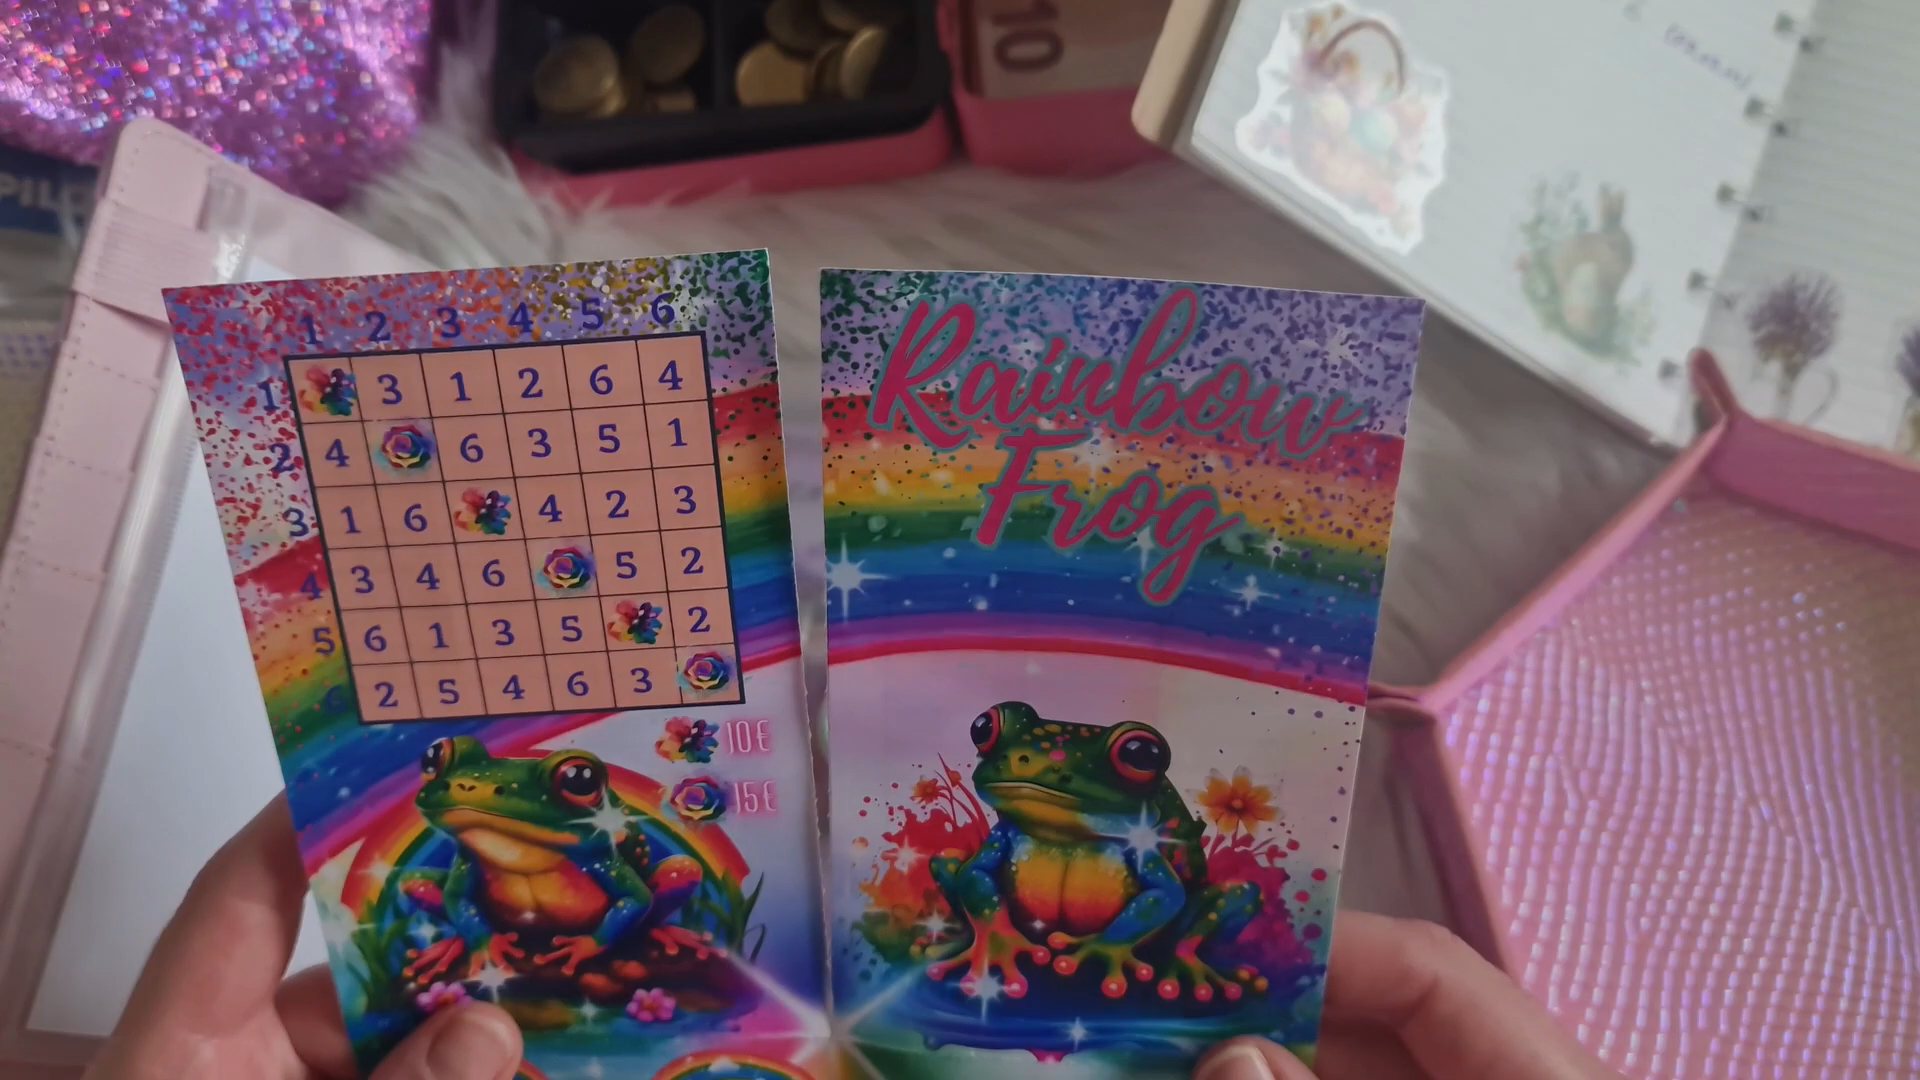 10
PIL
1 2 3 4 5 6
1 3 1 2 6 4
2 4 6 3 5 1
3 1 6 4 2 3
4 3 4 6 5 2
5 6 1 3 5 2
6 2 5 4 6 3
10€
15€
Rainbow
Frog